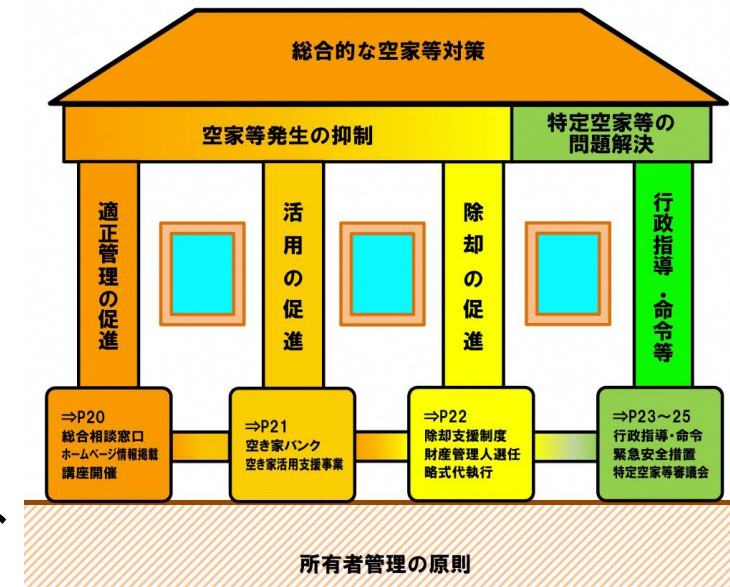 総合的な空家等対策
空家等発生の抑制
特定空家等の
問題解決
適正管理の促進
活用の促進
除却の促進
行政指導・命令等
⇒P20
総合相談窓口
ホームページ情報掲載
講座開催
⇒P21
空き家バンク
空き家活用支援事業
⇒P22
除却支援制度
財産管理人選任
略式代執行
⇒P23～25
行政指導・命令
緊急安全措置
特定空家等審議会
、
所有者管理の原則